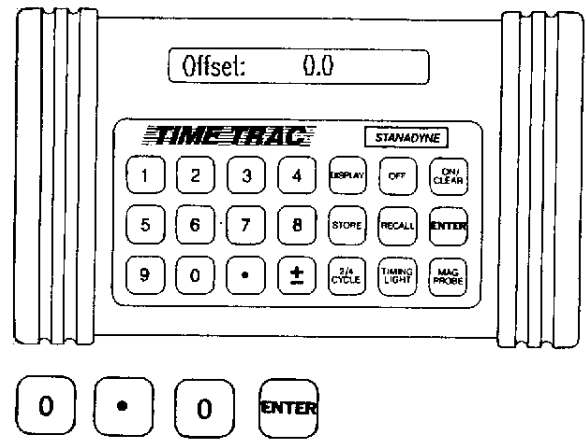 Offset: 0.0
TIME TRAC STANADYNE
1 2 3 4 DISPLAY OFF ON/CLEAR
5 6 7 8 STORE RECALL ENTER
9 0 • ± 2/4 CYCLE TIMING LIGHT MAG PROBE
0 • 0 ENTER